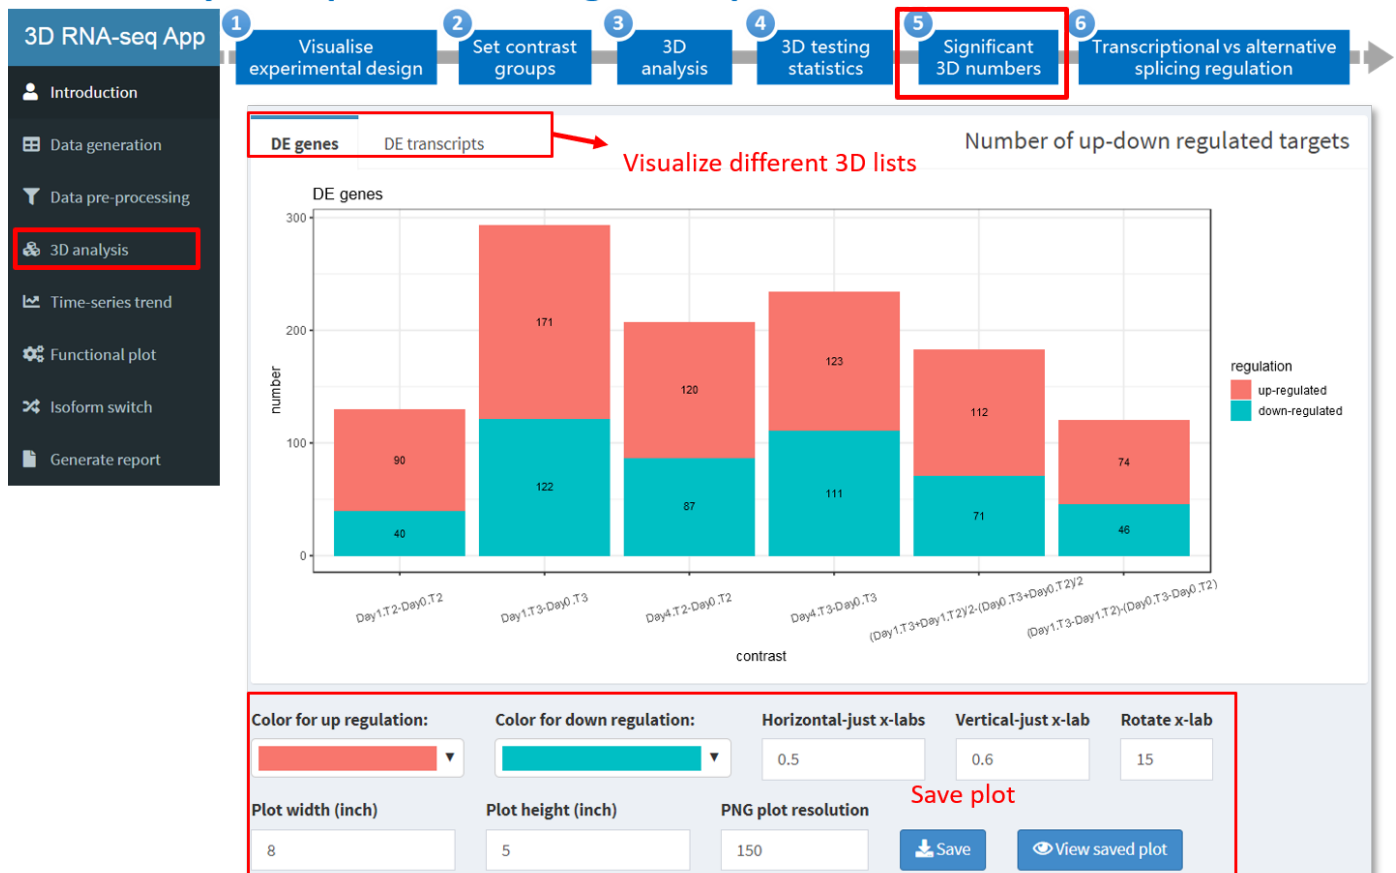 3D RNA-seq App
Introduction
Data generation
Data pre-processing
3D analysis
Time-series trend
Functional plot
Isoform switch
Generate report
1
Visualise
experimental design
2
Set contrast
groups
3
3D
analysis
4
3D testing
statistics
5
Significant
3D numbers
6
Transcriptional vs alternative
splicing regulation
DE genes
DE transcripts
Visualize different 3D lists
Number of up-down regulated targets
DE genes
number
300
200
100
0
90
40
171
122
120
87
123
111
112
71
74
46
Day1.T2-Day0.T2
Day1.T3-Day0.T3
Day4.T2-Day0.T2
Day4.T3-Day0.T3
(Day1.T3+Day1.T2)/2-(Day0.T3+Day0.T2)/2
(Day1.T3-Day1.T2)-(Day0.T3-Day0.T2)
contrast
regulation
up-regulated
down-regulated
Color for up regulation:
Color for down regulation:
Horizontal-just x-labs
Vertical-just x-lab
Rotate x-lab
0.5
0.6
15
Save plot
Plot width (inch)
Plot height (inch)
PNG plot resolution
8
5
150
Save
View saved plot